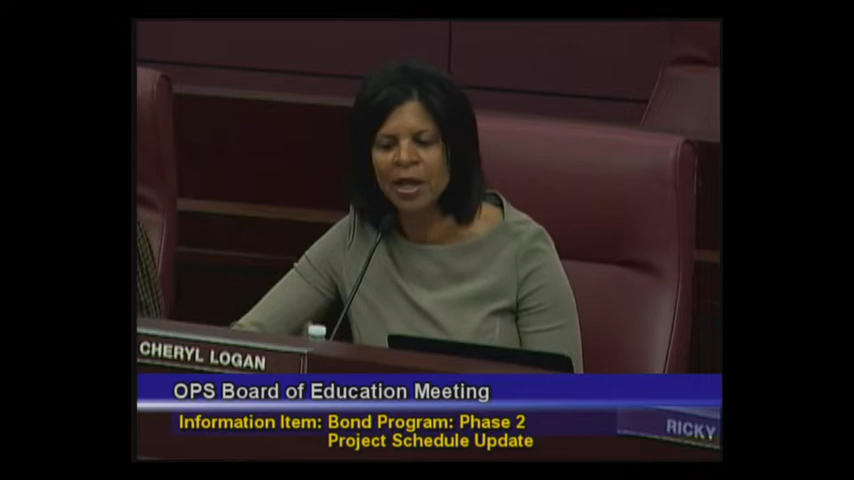 CHERYL LOGAN
OPS Board of Education Meeting
Information Item: Bond Program: Phase 2
Project Schedule Update
RICKY